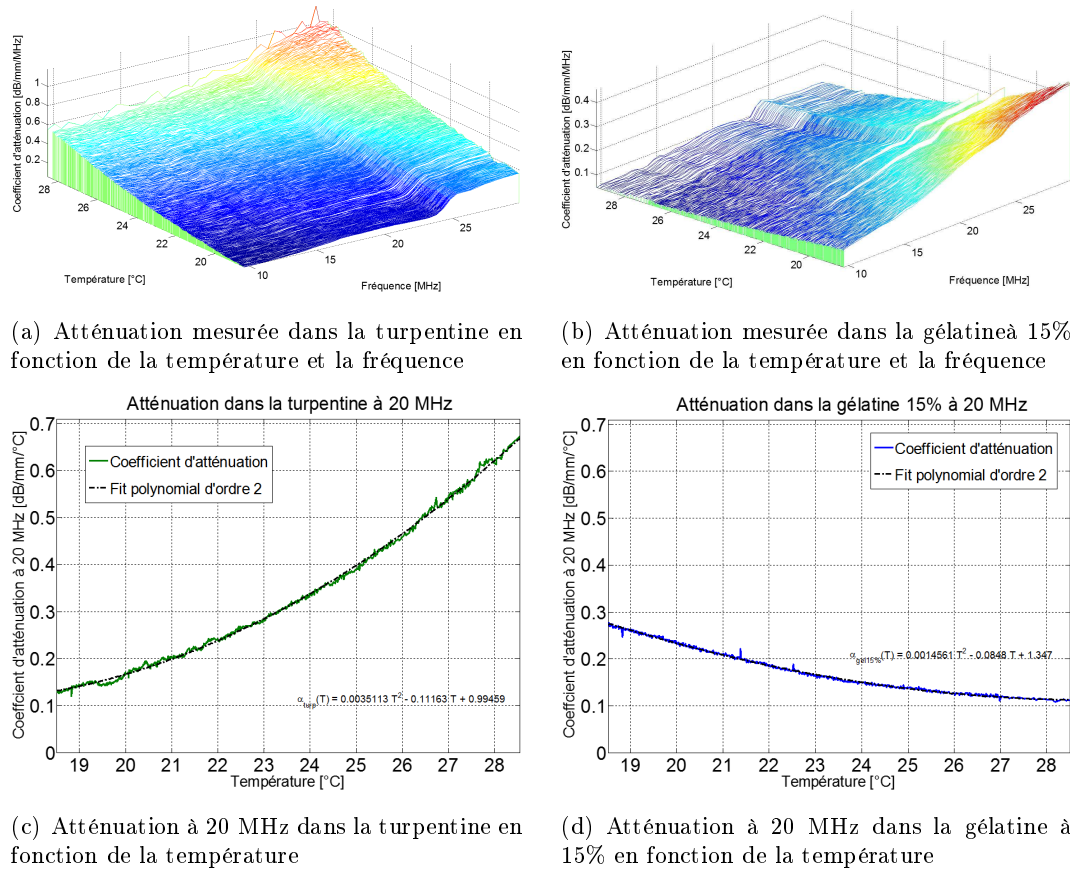 Coefficient d'atténuation [dB/mm/MHz]
1
0.8
0.6
0.4
0.2
28
26
24
22
20
10
15
20
25
Température [°C]
Fréquence [MHz]
Coefficient d'atténuation [dB/mm/MHz]
0.4
0.3
0.2
0.1
28
26
24
22
20
10
15
20
25
Température [°C]
Fréquence [MHz]
(a) Atténuation mesurée dans la turpentine en
fonction de la température et la fréquence
(b) Atténuation mesurée dans la gélatineà 15%
en fonction de la température et la fréquence
Atténuation dans la turpentine à 20 MHz
Coeffcient d'atténuation à 20 MHz [dB/mm/°C]
0.7
0.6
0.5
0.4
0.3
0.2
0.1
0
Coefficient d'atténuation
Fit polynomial d'ordre 2
α_turp(T) = 0.0035113 T² - 0.11163 T + 0.99459
19 20 21 22 23 24 25 26 27 28
Température [°C]
Atténuation dans la gélatine 15% à 20 MHz
Coeffcient d'atténuation à 20 MHz [dB/mm/°C]
0.7
0.6
0.5
0.4
0.3
0.2
0.1
0
Coefficient d'atténuation
Fit polynomial d'ordre 2
α_gel15%(T) = 0.0014561 T² - 0.0848 T + 1.347
19 20 21 22 23 24 25 26 27 28
Température [°C]
(c) Atténuation à 20 MHz dans la turpentine en
fonction de la température
(d) Atténuation à 20 MHz dans la gélatine à
15% en fonction de la température